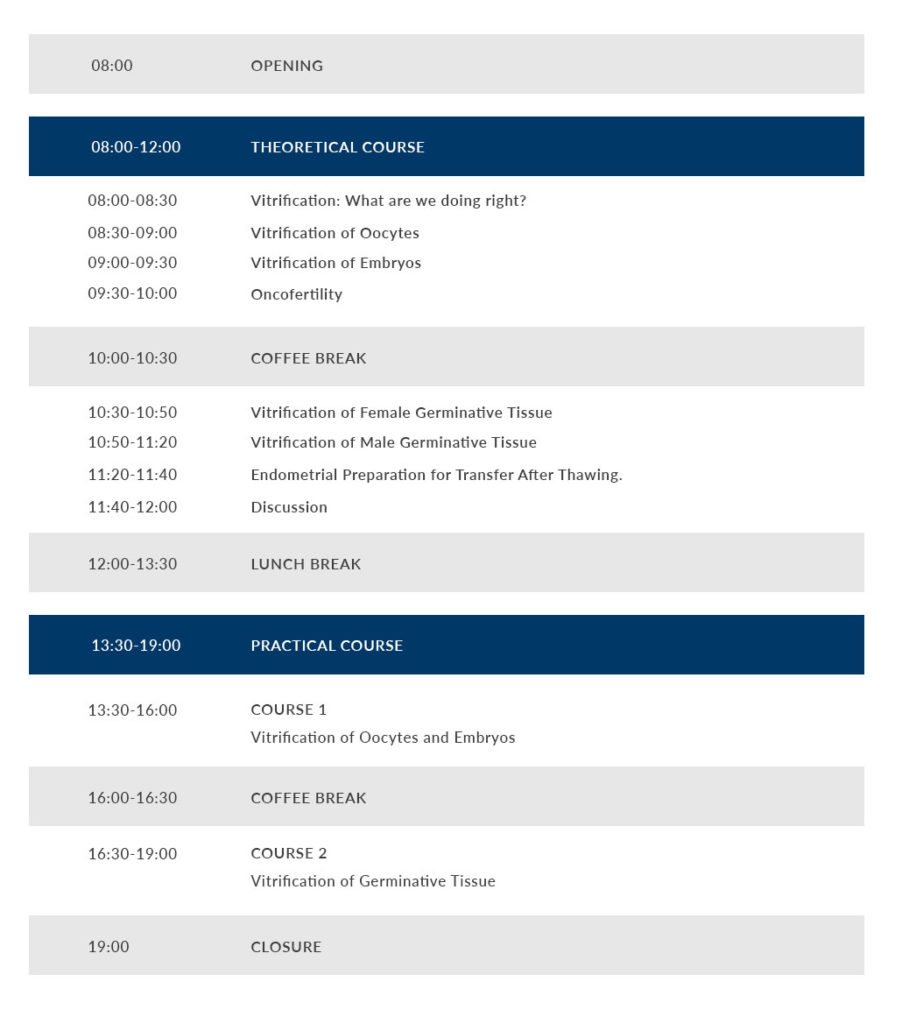 08:00 OPENING
08:00-12:00 THEORETICAL COURSE
08:00-08:30 Vitrification: What are we doing right?
08:30-09:00 Vitrification of Oocytes
09:00-09:30 Vitrification of Embryos
09:30-10:00 Oncofertility
10:00-10:30 COFFEE BREAK
10:30-10:50 Vitrification of Female Germinative Tissue
10:50-11:20 Vitrification of Male Germinative Tissue
11:20-11:40 Endometrial Preparation for Transfer After Thawing.
11:40-12:00 Discussion
12:00-13:30 LUNCH BREAK
13:30-19:00 PRACTICAL COURSE
13:30-16:00 COURSE 1
Vitrification of Oocytes and Embryos
16:00-16:30 COFFEE BREAK
16:30-19:00 COURSE 2
Vitrification of Germinative Tissue
19:00 CLOSURE